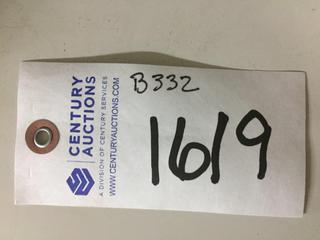 CENTURY
AUCTIONS
A DIVISION OF CENTURY SERVICES
WWW.CENTURYAUCTIONS.COM
B332
1619